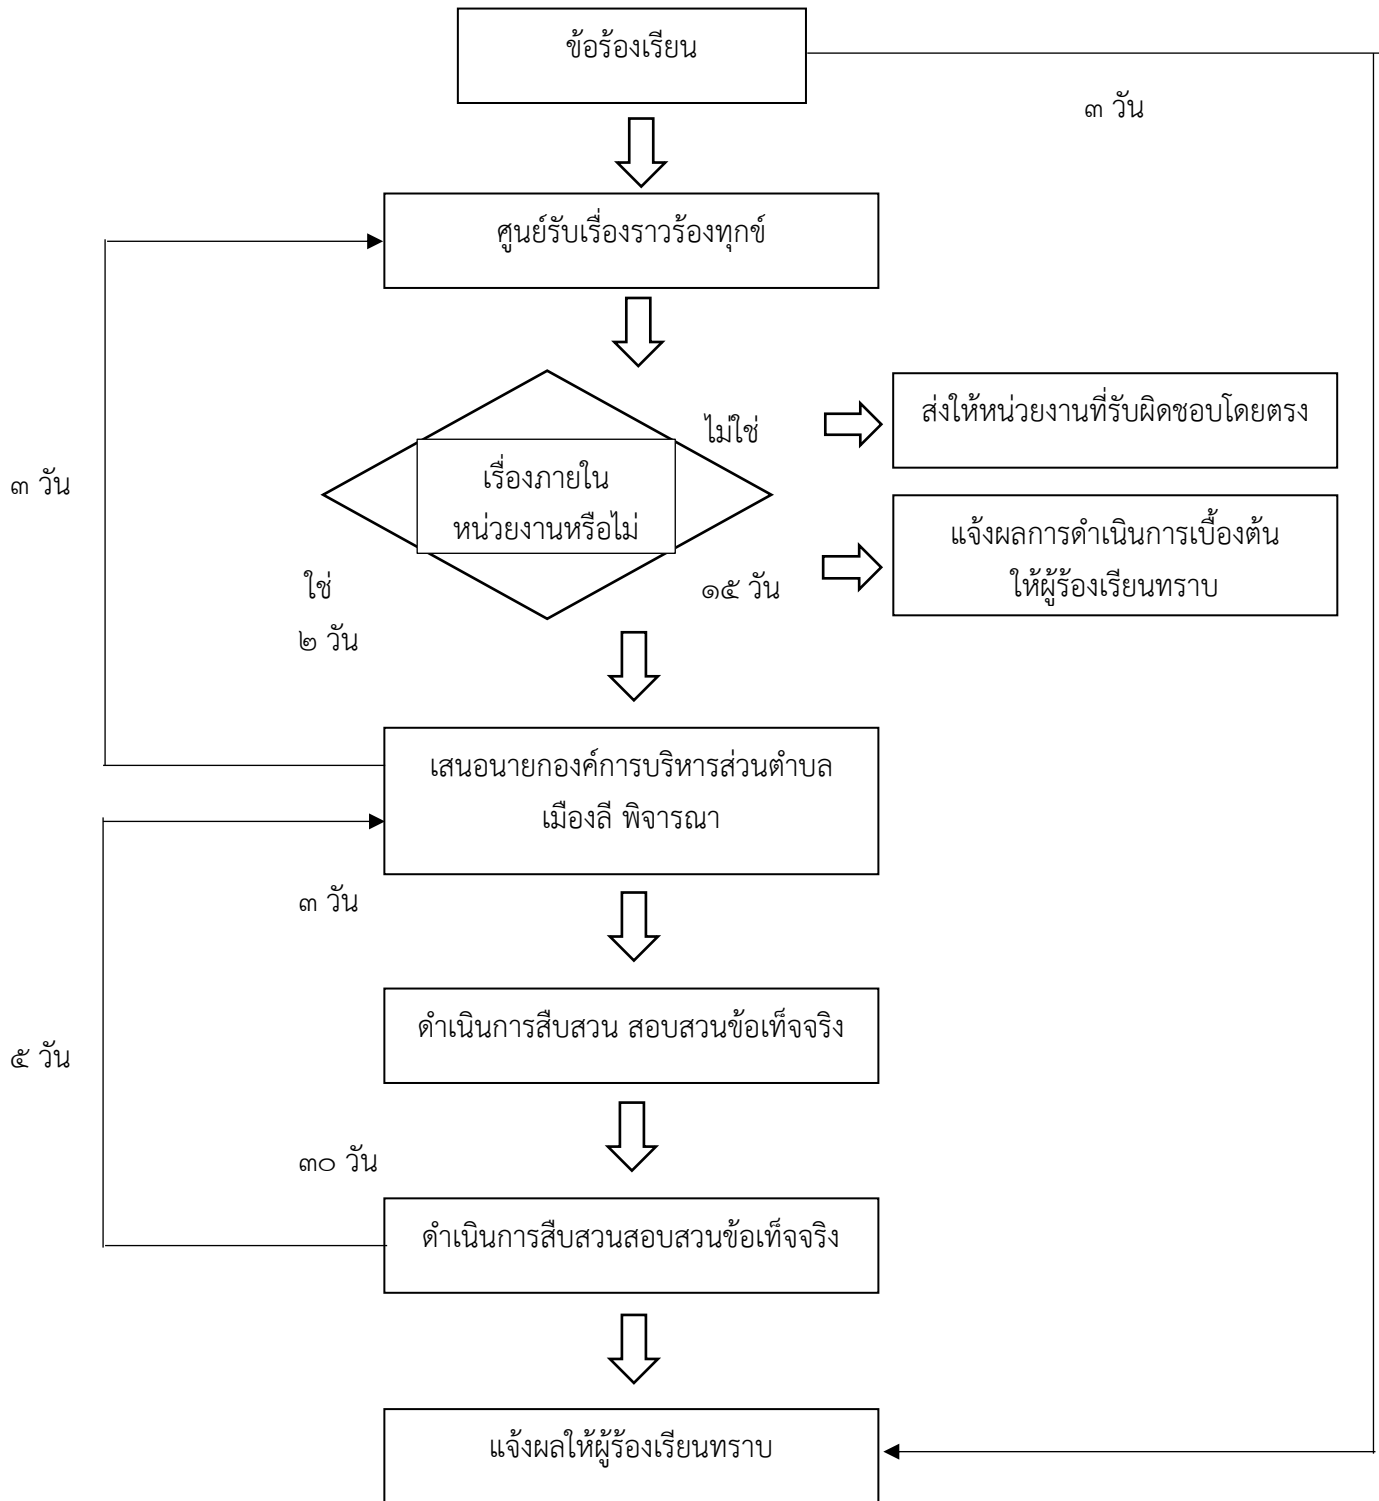 ข้อร้องเรียน
๓ วัน
ศูนย์รับเรื่องราวร้องทุกข์
ส่งให้หน่วยงานที่รับผิดชอบโดยตรง
ไม่ใช่
เรื่องภายใน
หน่วยงานหรือไม่
๓ วัน
แจ้งผลการดำเนินการเบื้องต้น
ให้ผู้ร้องเรียนทราบ
ใช่
๑๕ วัน
๒ วัน
เสนอนายกองค์การบริหารส่วนตำบล
เมืองลี พิจารณา
๓ วัน
ดำเนินการสืบสวน สอบสวนข้อเท็จจริง
๕ วัน
๓๐ วัน
ดำเนินการสืบสวนสอบสวนข้อเท็จจริง
แจ้งผลให้ผู้ร้องเรียนทราบ